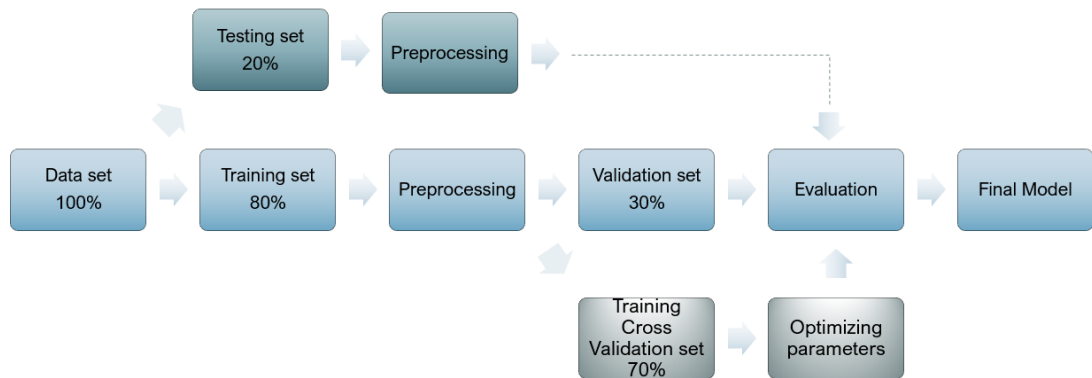 Testing set
20%
Preprocessing
Data set
100%
Training set
80%
Preprocessing
Validation set
30%
Evaluation
Final Model
Training
Cross
Validation set
70%
Optimizing
parameters